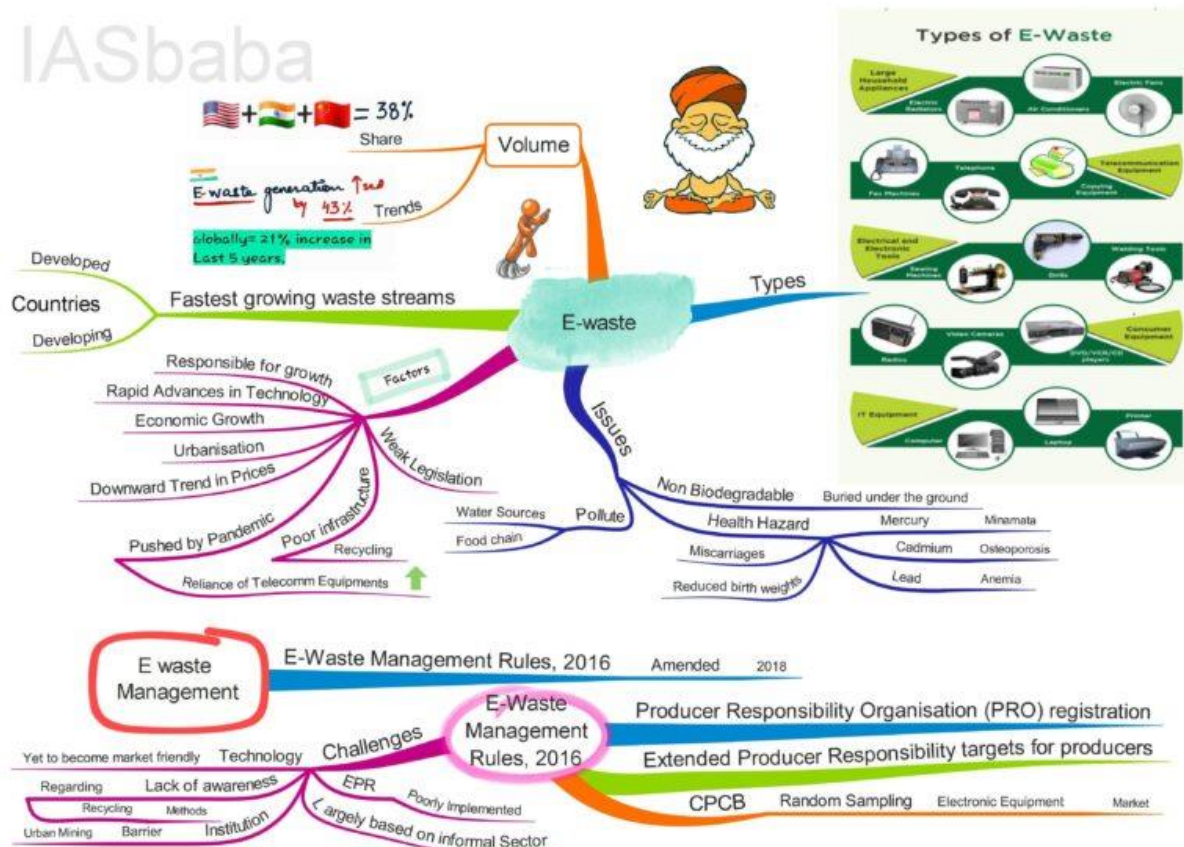 IASbaba
+ + = 38%
Share
Volume
E-waste generation ↑sed
by 43%
Trends
Globally= 21% increase in
Last 5 years,
Developed
Countries
Developing
Fastest growing waste streams
E-waste
Types
Types of E-Waste
Large
Household
Appliances
Electric
Radiators
Air Conditioners
Electric Fans
Fax Machines
Telephone
Copying
Equipment
Telecommunication
Equipment
Electrical and
Electronic
Tools
Sewing
Machines
Drills
Welding Tools
Radios
Video Cameras
DVD/VCR/CD
players
Consumer
Equipment
IT Equipment
Computer
Laptop
Printer
Factors
Responsible for growth
Rapid Advances in Technology
Economic Growth
Urbanisation
Downward Trend in Prices
Pushed by Pandemic
Reliance of Telecomm Equipments
Poor infrastructure
Recycling
Weak Legislation
Issues
Non Biodegradable Buried under the ground
Health Hazard
Mercury Minamata
Cadmium Osteoporosis
Lead Anemia
Miscarriages
Reduced birth weights
Pollute
Water Sources
Food chain
E waste
Management
E-Waste Management Rules, 2016 Amended 2018
E-Waste
Management
Rules, 2016
Producer Responsibility Organisation (PRO) registration
Extended Producer Responsibility targets for producers
CPCB Random Sampling Electronic Equipment Market
Challenges
Technology
Yet to become market friendly
Lack of awareness
Regarding
Recycling Methods
Institution
Barrier
Urban Mining
EPR
Poorly Implemented
Largely based on informal Sector